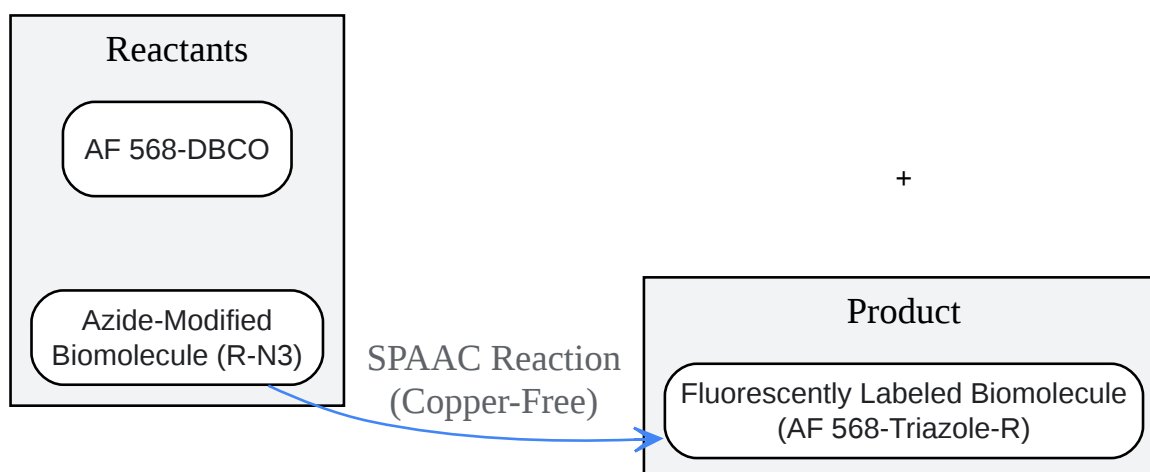 Reactants
AF 568-DBCO
Azide-Modified
Biomolecule (R-N3)
SPAAC Reaction
(Copper-Free)
+
Product
Fluorescently Labeled Biomolecule
(AF 568-Triazole-R)